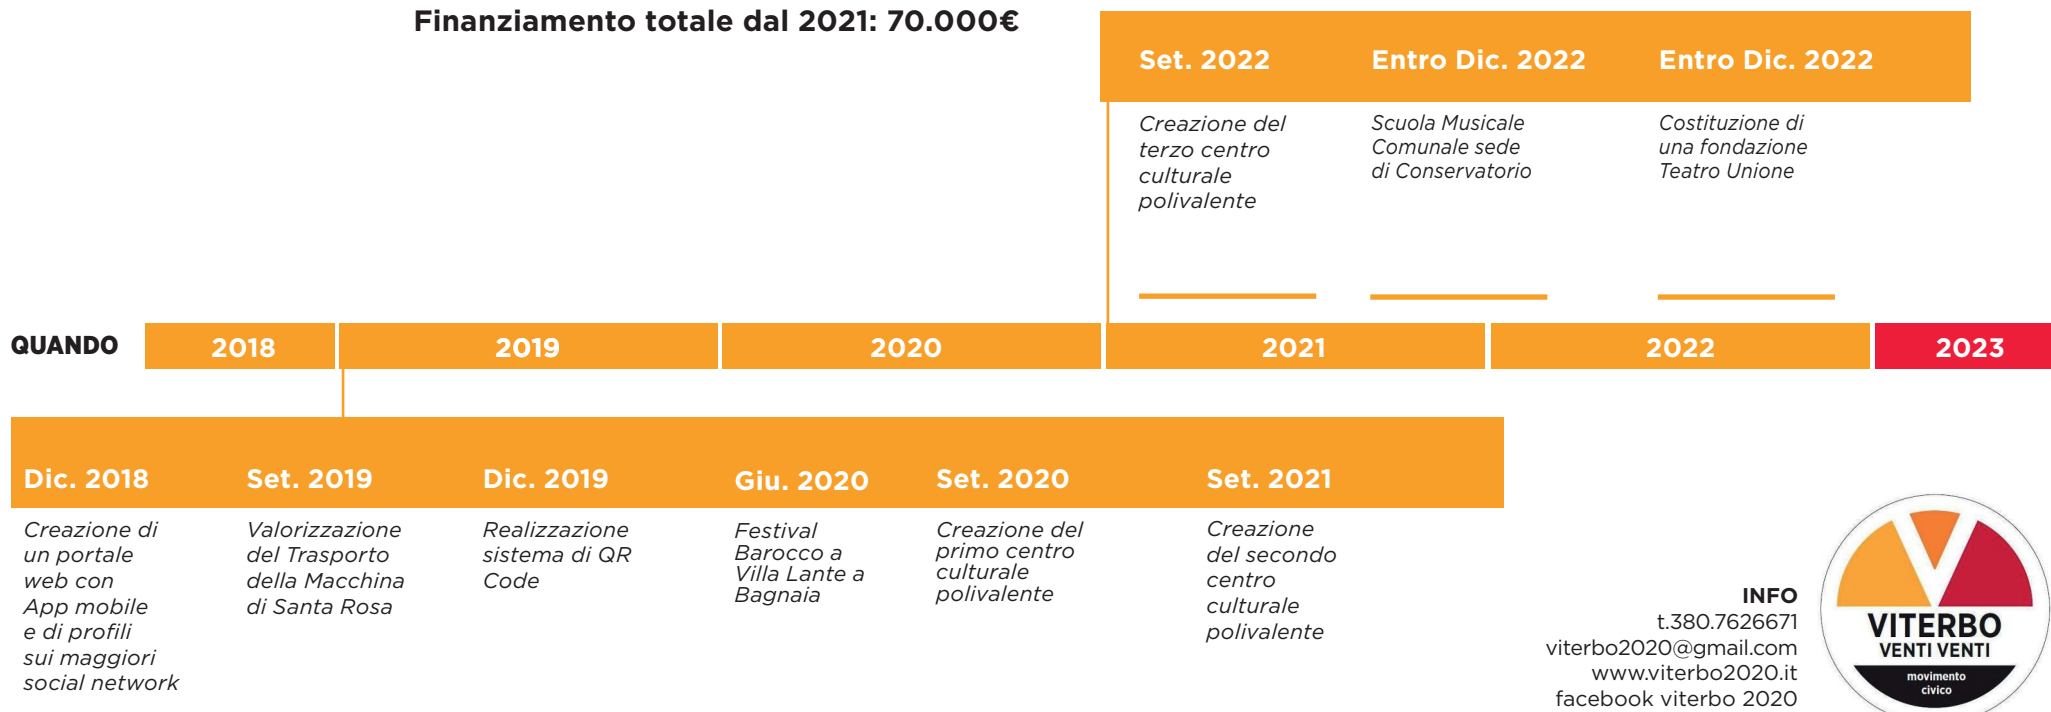 Finanziamento totale dal 2021: 70.000€
Set. 2022
Creazione del
terzo centro
culturale
polivalente
Entro Dic. 2022
Scuola Musicale
Comunale sede
di Conservatorio
Entro Dic. 2022
Costituzione di
una fondazione
Teatro Unione
QUANDO 2018 2019 2020 2021 2022 2023
Dic. 2018
Creazione di
un portale
web con
App mobile
e di profili
sui maggiori
social network
Set. 2019
Valorizzazione
del Trasporto
della Macchina
di Santa Rosa
Dic. 2019
Realizzazione
sistema di QR
Code
Giu. 2020
Festival
Barocco a
Villa Lante a
Bagnaia
Set. 2020
Creazione del
primo centro
culturale
polivalente
Set. 2021
Creazione
del secondo
centro
culturale
polivalente
INFO
t.380.7626671
viterbo2020@gmail.com
www.viterbo2020.it
facebook viterbo 2020
VITERBO
VENTI VENTI
movimento
civico